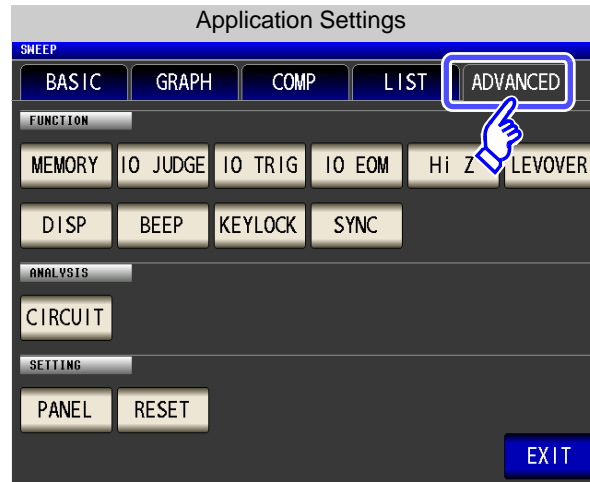 Application Settings
SWEEP
BASIC GRAPH COMP LIST ADVANCED
FUNCTION
MEMORY IO JUDGE IO TRIG IO EOM Hi Z LEVOVER
DISP BEEP KEYLOCK SYNC
ANALYSIS
CIRCUIT
SETTING
PANEL RESET
EXIT